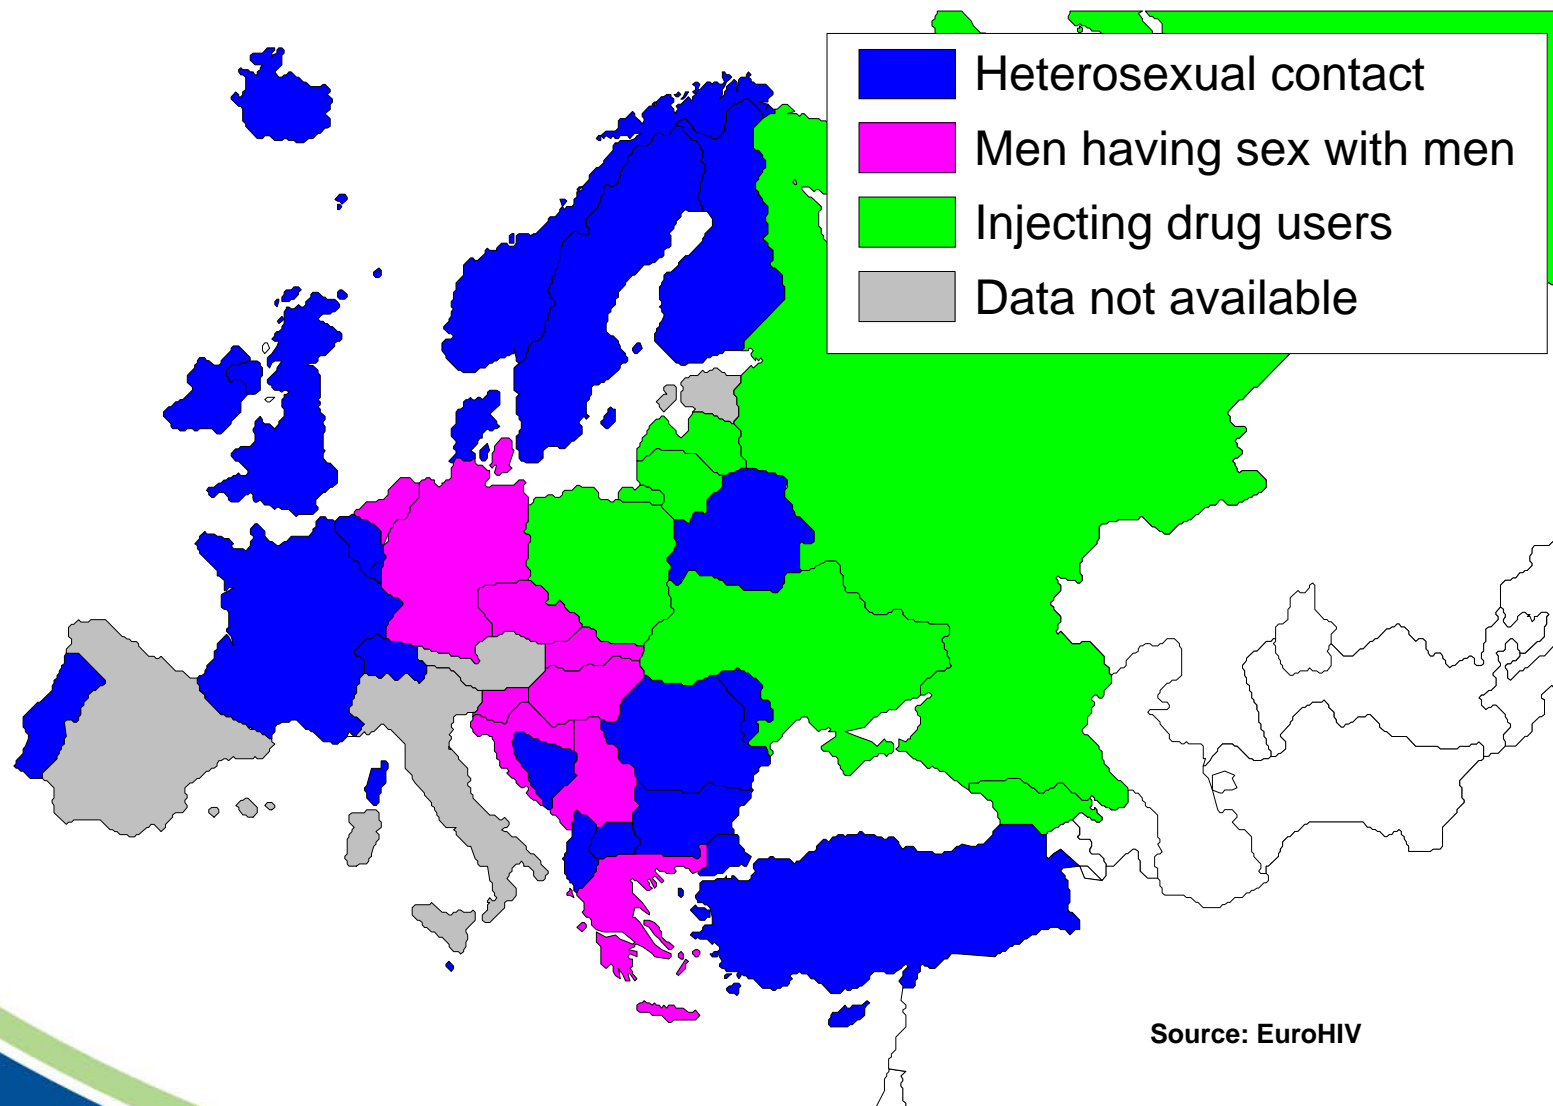 Heterosexual contact
Men having sex with men
Injecting drug users
Data not available
Source: EuroHIV